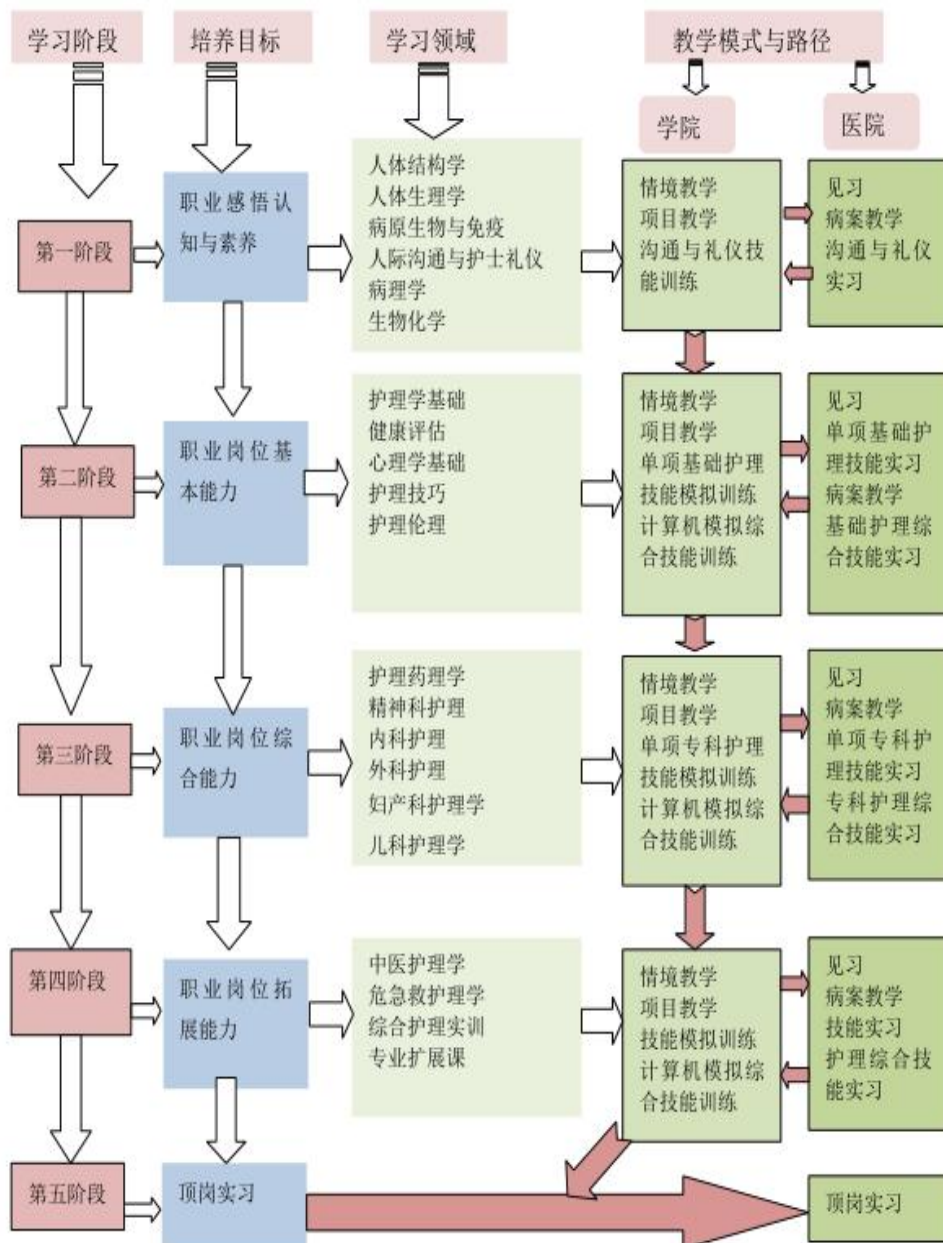 学习阶段
培养目标
学习领域
教学模式与路径
学院
医院
第一阶段
职业感悟认
知与素养
人体结构学
人体生理学
病原生物与免疫
人际沟通与护士礼仪
病理学
生物化学
情境教学
项目教学
沟通与礼仪技
能训练
见习
病案教学
沟通与礼仪
实习
第二阶段
职业岗位基
本能力
护理学基础
健康评估
心理学基础
护理技巧
护理伦理
情境教学
项目教学
单项基础护理
技能模拟训练
计算机模拟综
合技能训练
见习
单项基础护
理技能实习
病案教学
基础护理综
合技能实习
第三阶段
职业岗位综
合能力
护理药理学
精神科护理
内科护理
外科护理
妇产科护理学
儿科护理学
情境教学
项目教学
单项专科护理
技能模拟训练
计算机模拟综
合技能训练
见习
病案教学
单项专科护
理技能实习
专科护理综
合技能实习
第四阶段
职业岗位拓
展能力
中医护理学
危急救护理学
综合护理实训
专业扩展课
情境教学
项目教学
技能模拟训练
计算机模拟综
合技能训练
见习
病案教学
技能实习
护理综合技
能实习
第五阶段
顶岗实习
顶岗实习